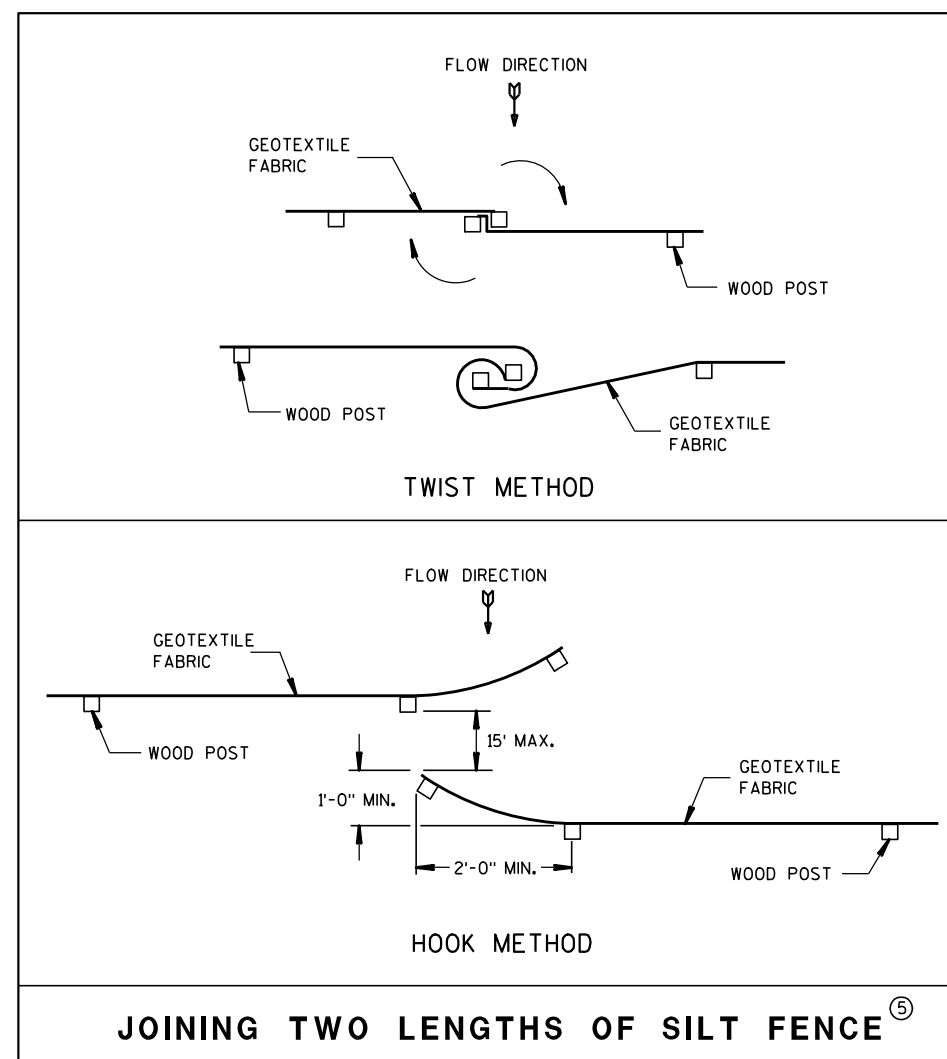 FLOW DIRECTION
GEOTEXTILE
FABRIC
WOOD POST
WOOD POST
GEOTEXTILE
FABRIC
TWIST METHOD
FLOW DIRECTION
GEOTEXTILE
FABRIC
WOOD POST
15' MAX.
1'-0" MIN.
GEOTEXTILE
FABRIC
2'-0" MIN.
WOOD POST
HOOK METHOD
JOINING TWO LENGTHS OF SILT FENCE ⑤